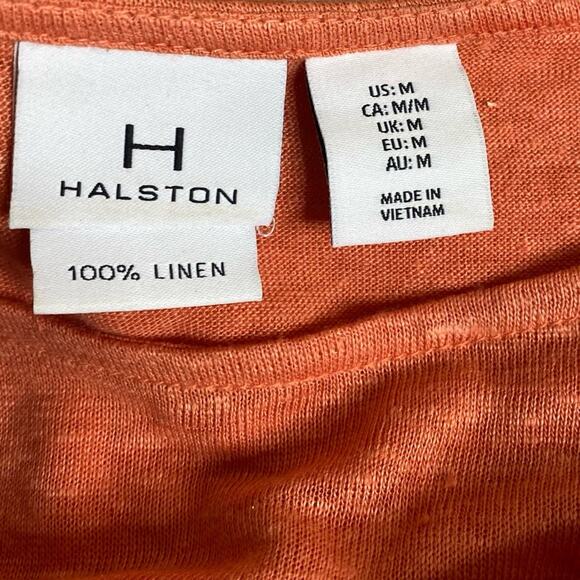 H
HALSTON
100% LINEN
US: M
CA: M/M
UK: M
EU: M
AU: M
MADE IN
VIETNAM